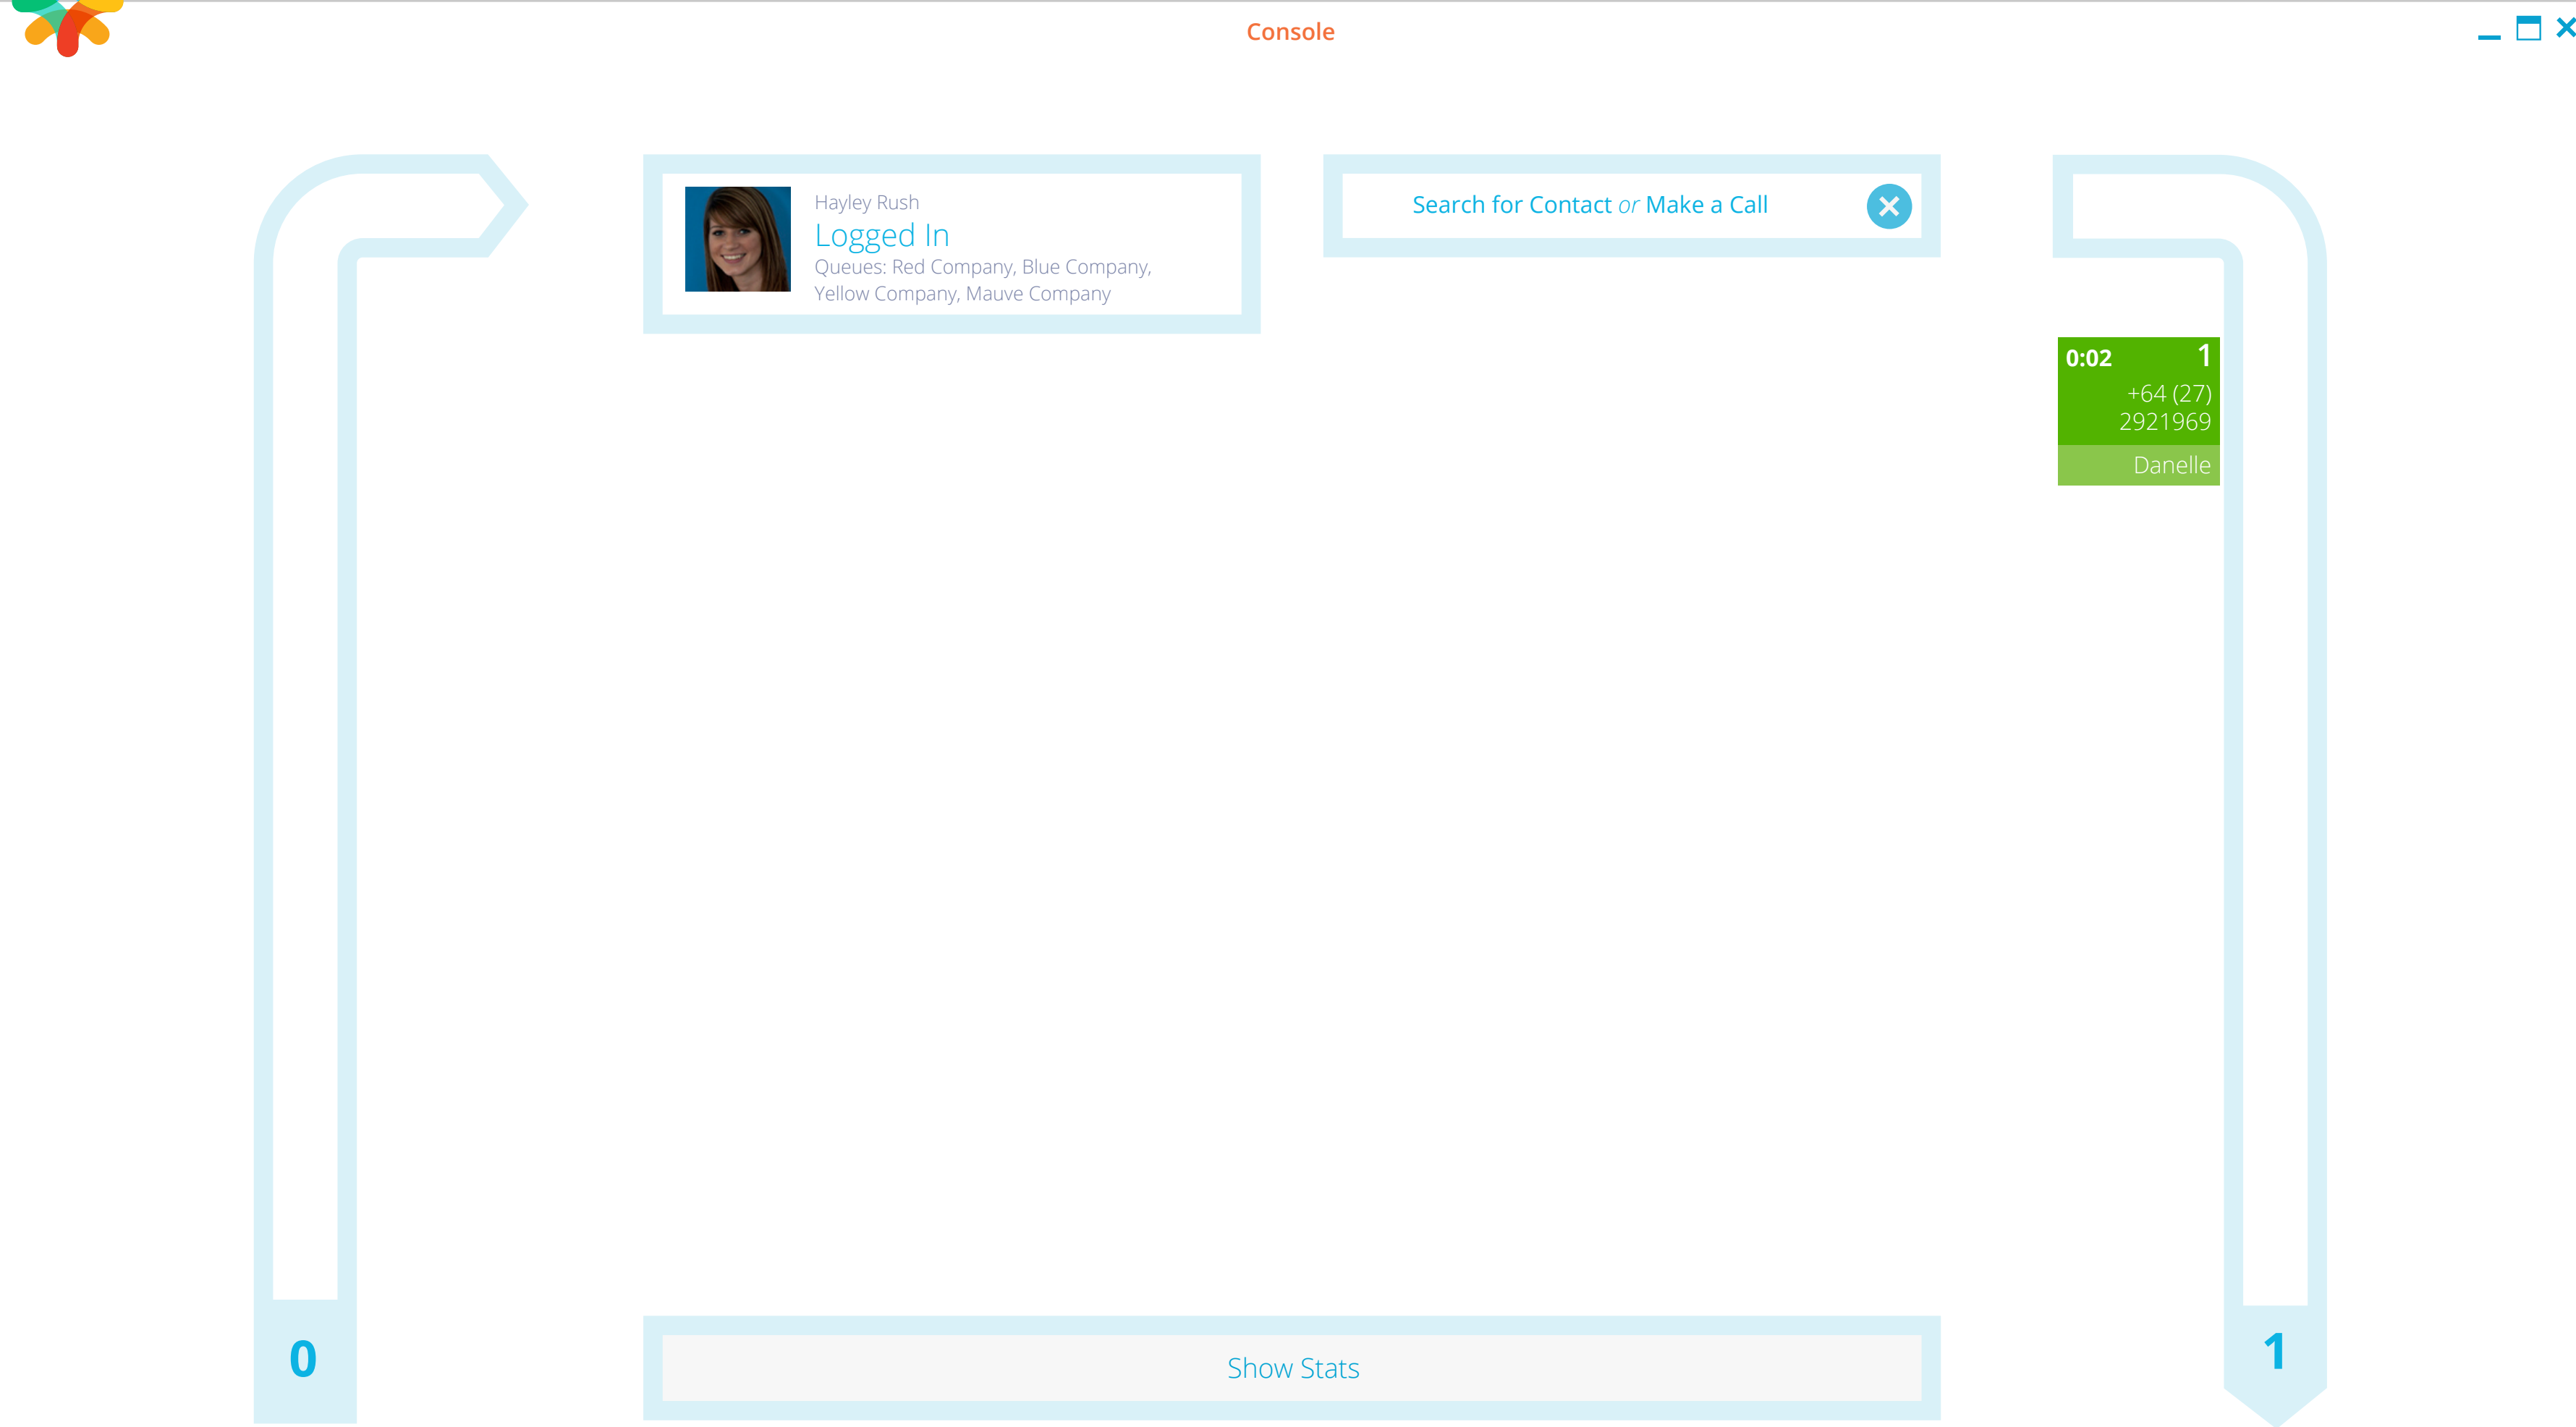 Console
Hayley Rush
Logged In
Queues: Red Company, Blue Company,
Yellow Company, Mauve Company
Search for Contact or Make a Call
0:02 1
+64 (27)
2921969
Danelle
0
Show Stats
1